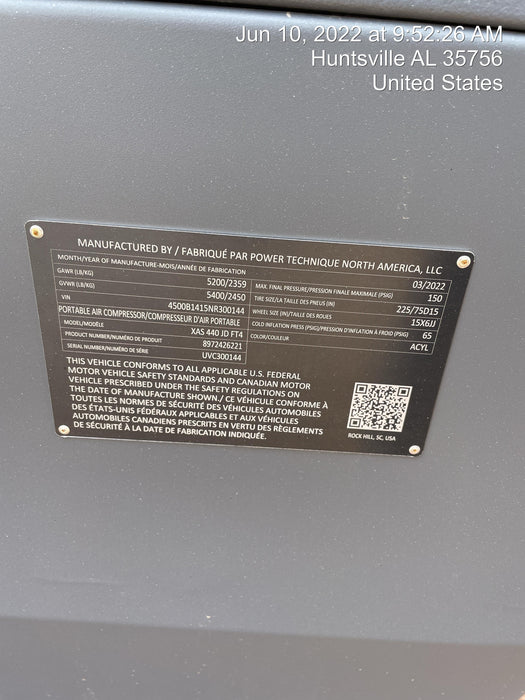 Jun 10, 2022 at 9:52:26 AM
Huntsville AL 35756
United States
MANUFACTURED BY / FABRIQUÉ PAR POWER TECHNIQUE NORTH AMERICA, LLC
MONTH/YEAR OF MANUFACTURE-MOIS/ANNÉE DE FABRICATION 03/2022
GAWR (LB/KG) 5200/2359 MAX. FINAL PRESSURE/PRESSION FINALE MAXIMALE (PSIG) 150
GVWR (LB/KG) 5400/2450 TIRE SIZE/LA TAILLE DES PNEUS (IN) 225/75D15
VIN 4500B1415NR300144 WHEEL SIZE (IN)/TAILLE DES ROUES 15X6JJ
PORTABLE AIR COMPRESSOR/COMPRESSEUR D'AIR PORTABLE COLD INFLATION PRESS (PSIG)/PRESSION D'INFLATION À FROID (PSIG) 65
MODEL/MODÈLE XAS 440 JD FT4 COLOR/COULEUR ACYL
PRODUCT NUMBER/NUMÉRO DE PRODUIT 8972426221
SERIAL NUMBER/NUMÉRO DE SÉRIE UVC300144
THIS VEHICLE CONFORMS TO ALL APPLICABLE U.S. FEDERAL
MOTOR VEHICLE SAFETY STANDARDS AND CANADIAN MOTOR
VEHICLE PRESCRIBED UNDER THE SAFETY REGULATIONS ON
THE DATE OF MANUFACTURE SHOWN./ CE VÉHICULE CONFORME À
TOUTES LES NORMES DE SÉCURITÉ DES VÉHICULES AUTOMOBILES
DES ÉTATS-UNIS FÉDÉRAUX APPLICABLES ET AUX VÉHICULES
AUTOMOBILES CANADIENS PRESCRITS EN VERTU DES RÈGLEMENTS
DE SÉCURITÉ À LA DATE DE FABRICATION INDIQUÉE.
ROCK HILL, SC, USA